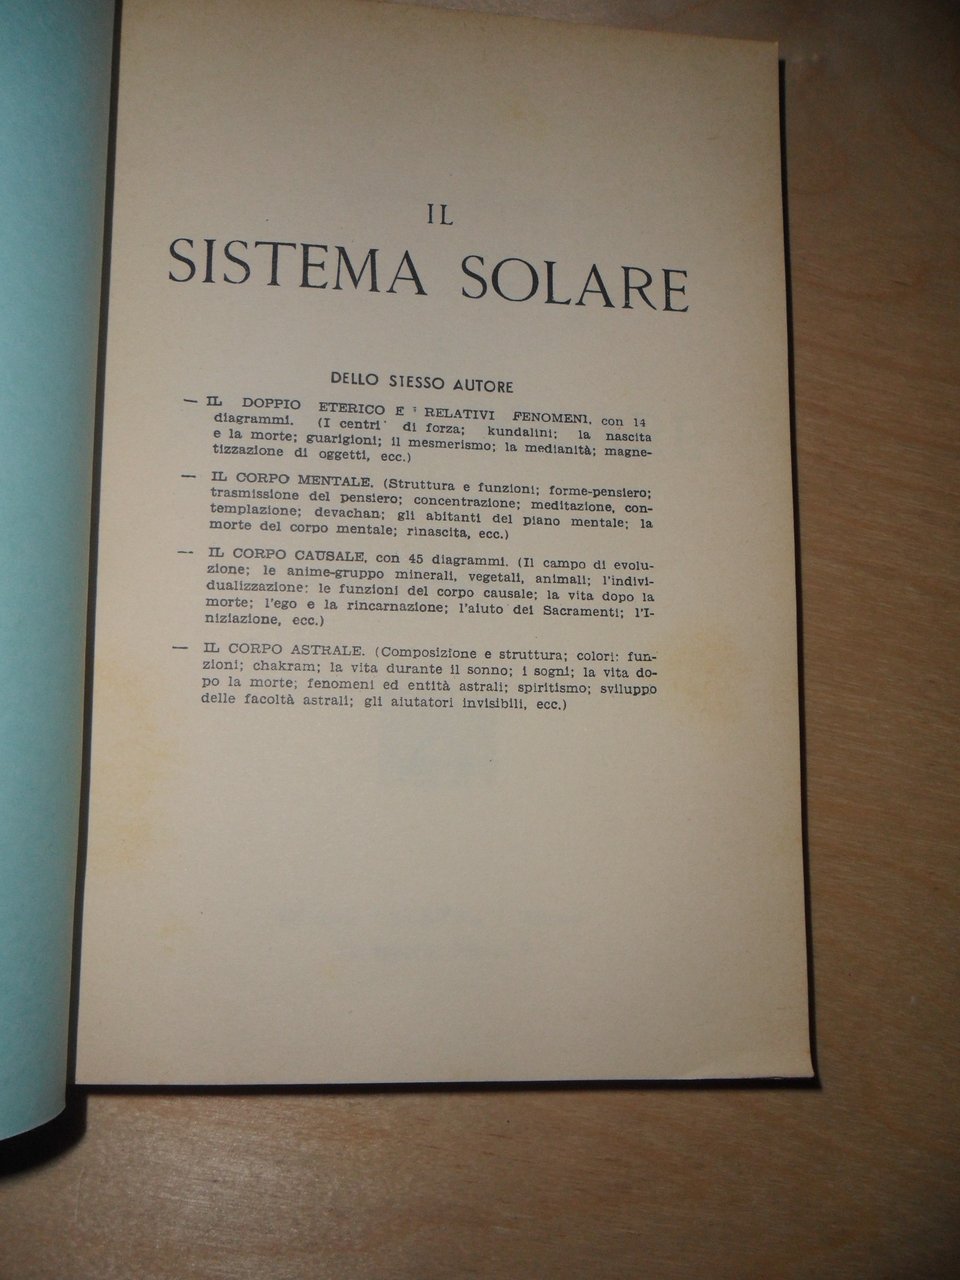 IL
SISTEMA SOLARE
DELLO STESSO AUTORE
— IL DOPPIO ETERICO E RELATIVI FENOMENI, con 14
diagrammi. (I centri di forza; kundalini; la nascita
e la morte; guarigioni; il mesmerismo; la medianità; magne-
tizzazione di oggetti, ecc.)
— IL CORPO MENTALE. (Struttura e funzioni; forme-pensiero;
trasmissione del pensiero; concentrazione; meditazione, con-
templazione; devachan; gli abitanti del piano mentale; la
morte del corpo mentale; rinascita, ecc.)
— IL CORPO CAUSALE, con 45 diagrammi. (Il campo di evolu-
zione; le anime-gruppo minerali, vegetali, animali; l'indivi-
dualizzazione: le funzioni del corpo causale; la vita dopo la
morte; l'ego e la rincarnazione; l'aiuto dei Sacramenti; l'I-
niziazione, ecc.)
— IL CORPO ASTRALE. (Composizione e struttura; colori: fun-
zioni; chakram; la vita durante il sonno; i sogni; la vita do-
po la morte; fenomeni ed entità astrali; spiritismo; sviluppo
delle facoltà astrali; gli aiutatori invisibili, ecc.)